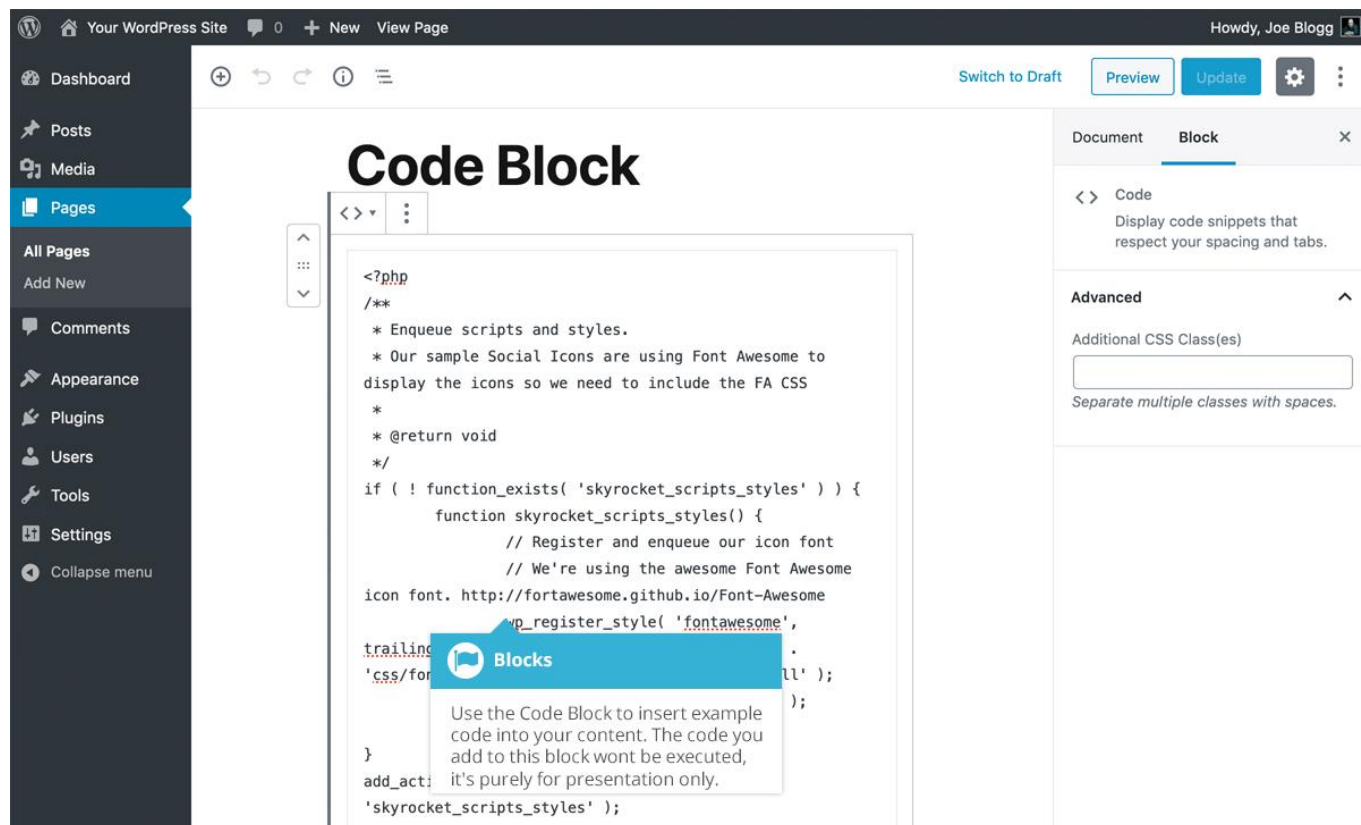 Your WordPress Site 0 New View Page Howdy, Joe Blogg
Dashboard
Posts
Media
Pages
All Pages
Add New
Comments
Appearance
Plugins
Users
Tools
Settings
Collapse menu
Switch to Draft Preview Update
Code Block
<?php
/**
* Enqueue scripts and styles.
* Our sample Social Icons are using Font Awesome to
display the icons so we need to include the FA CSS
*
* @return void
*/
if ( ! function_exists( 'skyrocket_scripts_styles' ) ) {
function skyrocket_scripts_styles() {
// Register and enqueue our icon font
// We're using the awesome Font Awesome
icon font. http://fortawesome.github.io/Font-Awesome
wp_register_style( 'fontawesome',
.
'css/ );
);
}
'skyrocket_scripts_styles' );
Blocks
Use the Code Block to insert example
code into your content. The code you
add to this block wont be executed,
it's purely for presentation only.
Document Block
Code
Display code snippets that
respect your spacing and tabs.
Advanced
Additional CSS Class(es)
Separate multiple classes with spaces.